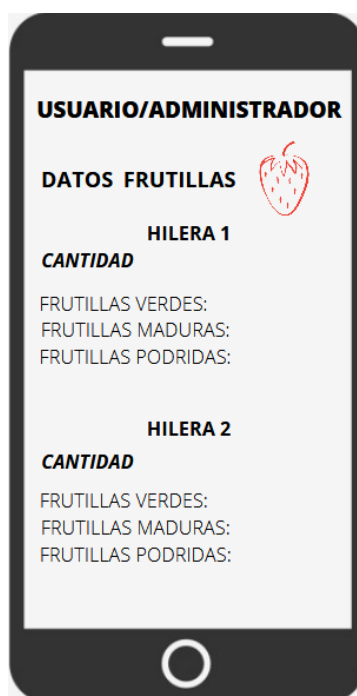 USUARIO/ADMINISTRADOR
DATOS FRUTILLAS
HILERA 1
CANTIDAD
FRUTILLAS VERDES:
FRUTILLAS MADURAS:
FRUTILLAS PODRIDAS:
HILERA 2
CANTIDAD
FRUTILLAS VERDES:
FRUTILLAS MADURAS:
FRUTILLAS PODRIDAS: